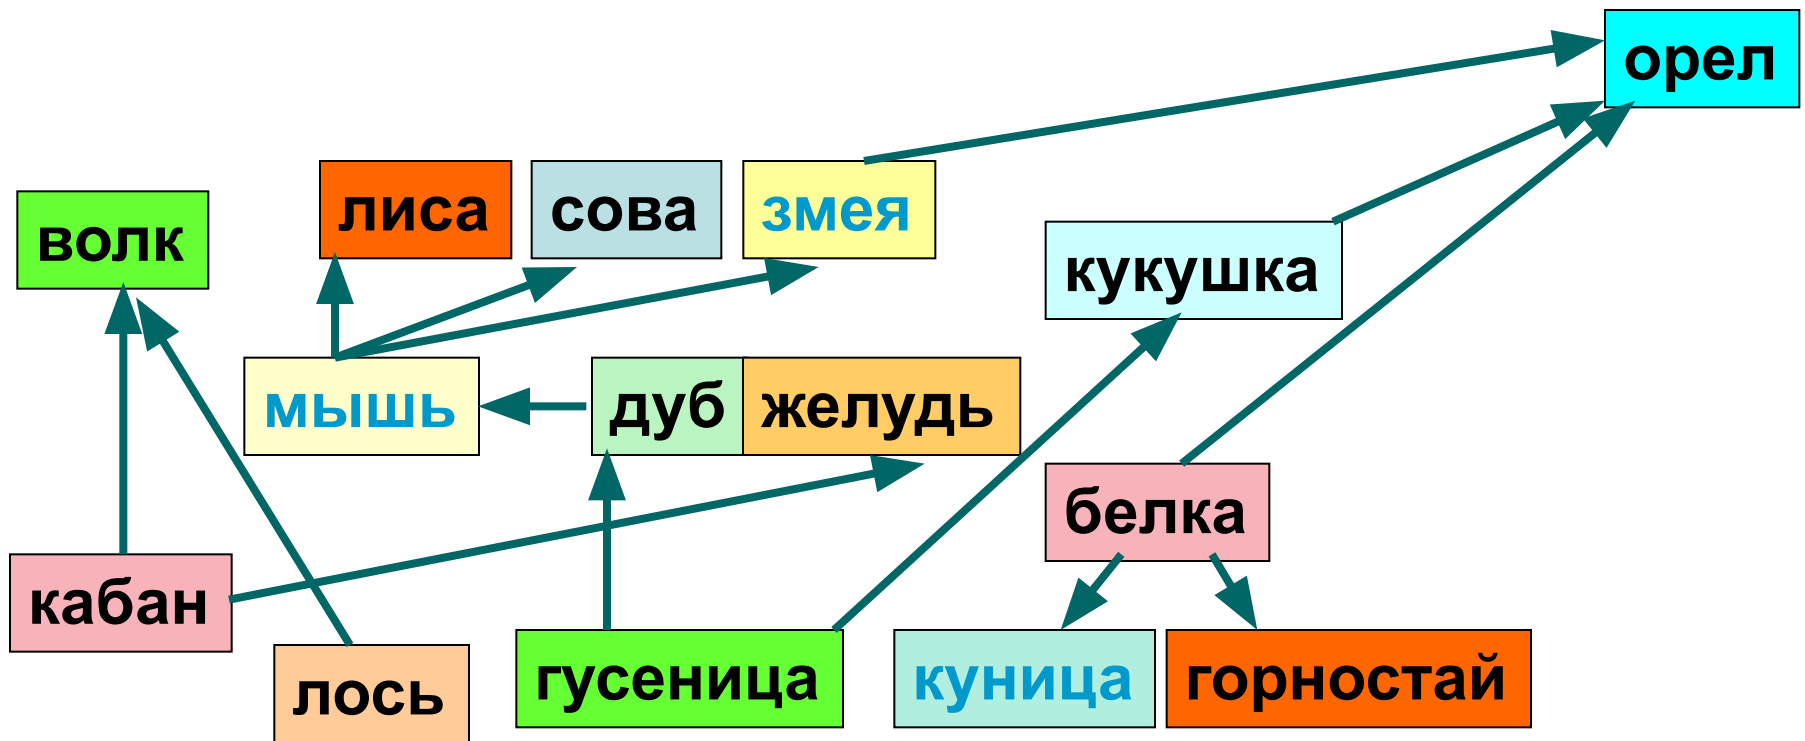 орел
лиса
сова
змея
волк
кукушка
мышь
дуб
желудь
белка
кабан
лось
гусеница
куница
горностай